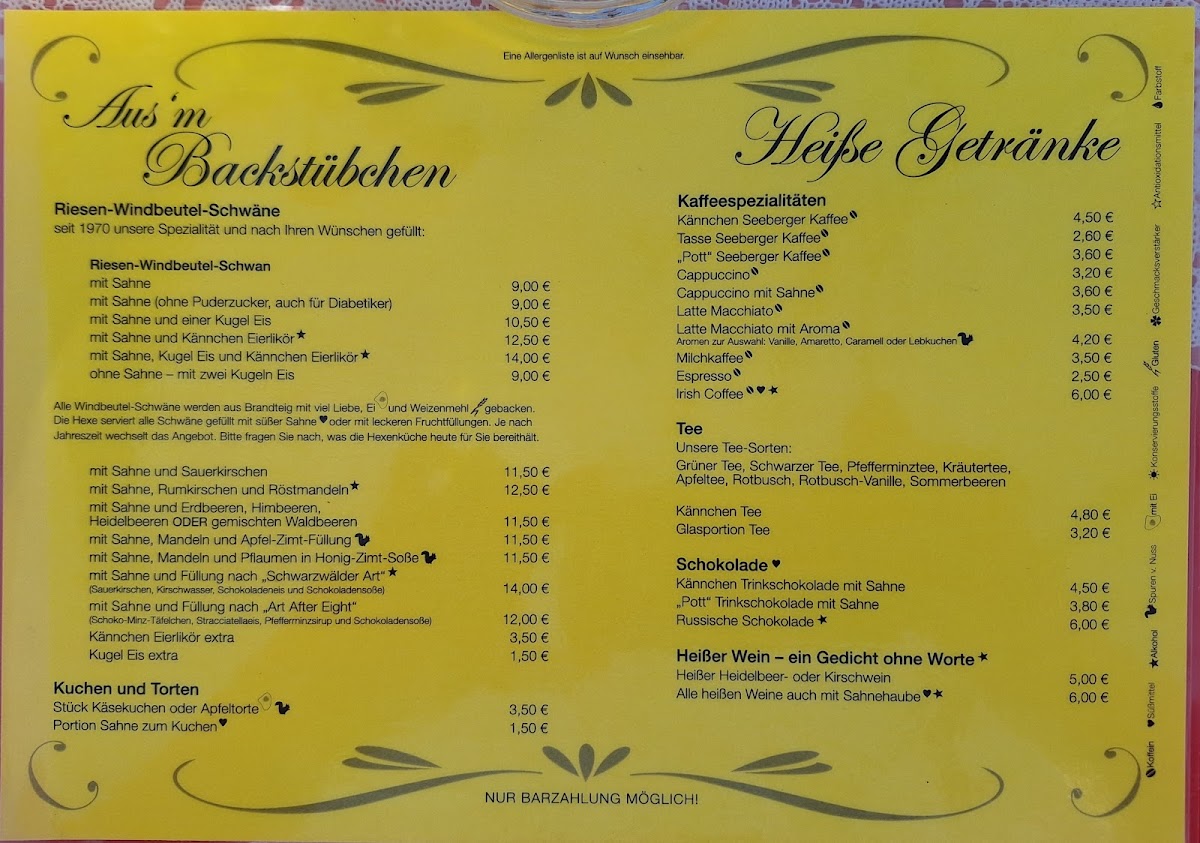 Eine Allergenliste ist auf Wunsch einsehbar.
Aus'm
Backstübchen
Riesen-Windbeutel-Schwäne
seit 1970 unsere Spezialität und nach Ihren Wünschen gefüllt:
Riesen-Windbeutel-Schwan
mit Sahne 9,00 €
mit Sahne (ohne Puderzucker, auch für Diabetiker) 9,00 €
mit Sahne und einer Kugel Eis 10,50 €
mit Sahne und Kännchen Eierlikör★ 12,50 €
mit Sahne, Kugel Eis und Kännchen Eierlikör★ 14,00 €
ohne Sahne – mit zwei Kugeln Eis 9,00 €
Alle Windbeutel-Schwäne werden aus Brandteig mit viel Liebe, Ei und Weizenmehl gebacken.
Die Hexe serviert alle Schwäne gefüllt mit süßer Sahne♥oder mit leckeren Fruchtfüllungen. Je nach
Jahreszeit wechselt das Angebot. Bitte fragen Sie nach, was die Hexenküche heute für Sie bereithält.
mit Sahne und Sauerkirschen 11,50 €
mit Sahne, Rumkirschen und Röstmandeln★ 12,50 €
mit Sahne und Erdbeeren, Himbeeren,
Heidelbeeren ODER gemischten Waldbeeren 11,50 €
mit Sahne, Mandeln und Apfel-Zimt-Füllung 11,50 €
mit Sahne, Mandeln und Pflaumen in Honig-Zimt-Soße 11,50 €
mit Sahne und Füllung nach „Schwarzwälder Art“★
(Sauerkirschen, Kirschwasser, Schokoladeneis und Schokoladensoße) 14,00 €
mit Sahne und Füllung nach „Art After Eight“
(Schoko-Minz-Täfelchen, Stracciatellaeis, Pfefferminzsirup und Schokoladensoße) 12,00 €
Kännchen Eierlikör extra 3,50 €
Kugel Eis extra 1,50 €
Kuchen und Torten
Stück Käsekuchen oder Apfeltorte 3,50 €
Portion Sahne zum Kuchen♥ 1,50 €
Heiße Getränke
Kaffeespezialitäten
Kännchen Seeberger Kaffee 4,50 €
Tasse Seeberger Kaffee 2,60 €
„Pott“ Seeberger Kaffee 3,60 €
Cappuccino 3,20 €
Cappuccino mit Sahne 3,60 €
Latte Macchiato 3,50 €
Latte Macchiato mit Aroma
Aromen zur Auswahl: Vanille, Amaretto, Caramell oder Lebkuchen 4,20 €
Milchkaffee 3,50 €
Espresso 2,50 €
Irish Coffee ♥★ 6,00 €
Tee
Unsere Tee-Sorten:
Grüner Tee, Schwarzer Tee, Pfefferminztee, Kräutertee,
Apfeltee, Rotbusch, Rotbusch-Vanille, Sommerbeeren
Kännchen Tee 4,80 €
Glasportion Tee 3,20 €
Schokolade ♥
Kännchen Trinkschokolade mit Sahne 4,50 €
„Pott“ Trinkschokolade mit Sahne 3,80 €
Russische Schokolade ★ 6,00 €
Heißer Wein – ein Gedicht ohne Worte ★
Heißer Heidelbeer- oder Kirschwein 5,00 €
Alle heißen Weine auch mit Sahnehaube♥★ 6,00 €
Koffein ♥Süßmittel ★Alkohol Spuren v. Nuss mit Ei ☀Konservierungsstoffe Gluten Geschmacksverstärker ☆Antioxidationsmittel Farbstoff
NUR BARZAHLUNG MÖGLICH!